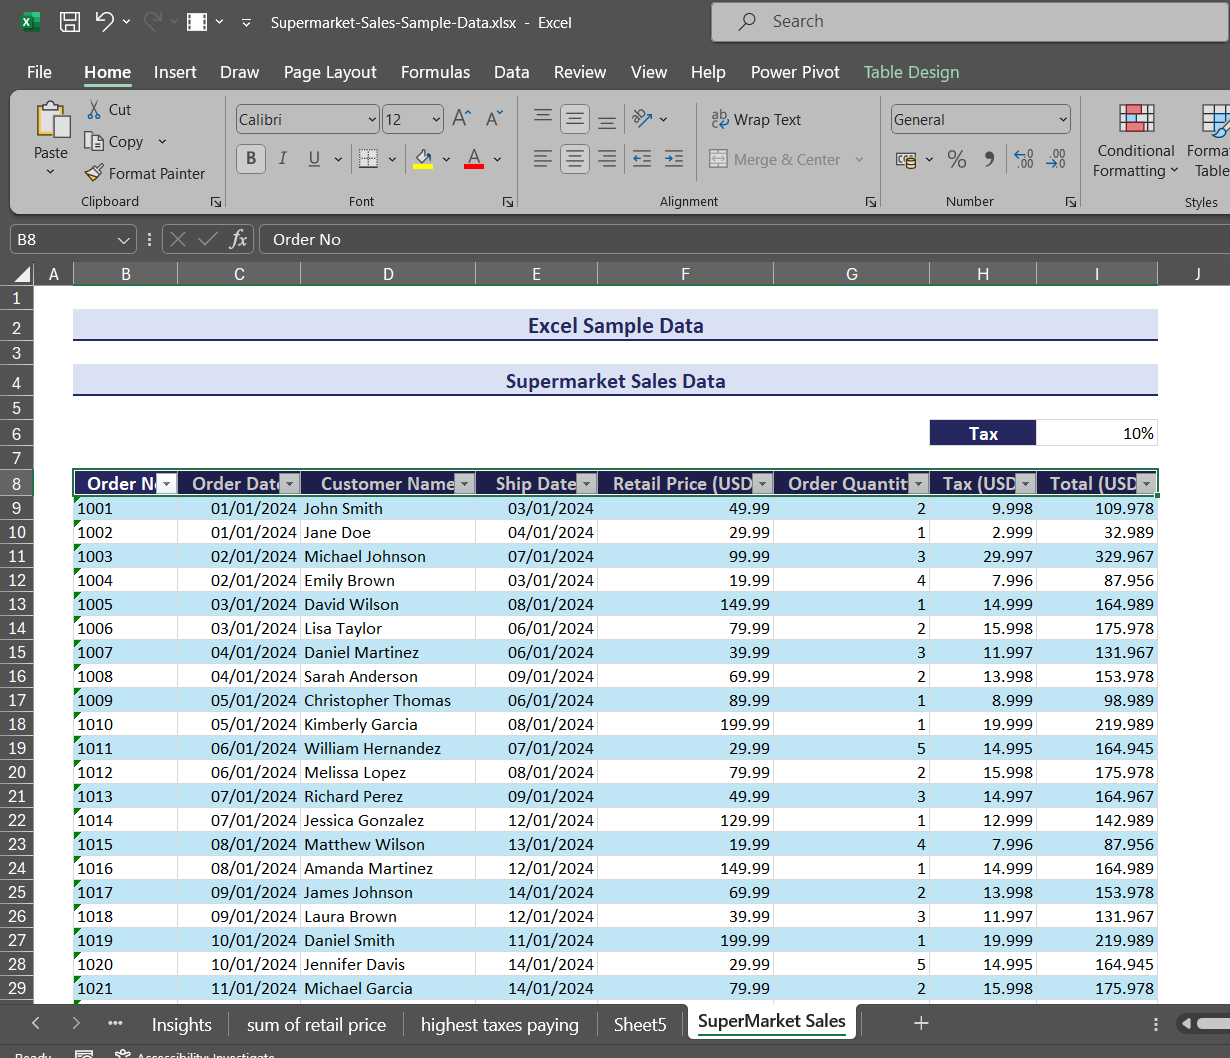 Supermarket-Sales-Sample-Data.xlsx - Excel
Search
File Home Insert Draw Page Layout Formulas Data Review View Help Power Pivot Table Design
Paste
Cut
Copy
Format Painter
Clipboard
Calibri 12
B I U
A
Font
ab Wrap Text
Merge & Center
Alignment
General
% 9 .00 .00
Number
Conditional Formatting
Forma
Table
Styles
B8 fx Order No
A B C D E F G H I J
1
2 Excel Sample Data
3
4 Supermarket Sales Data
5
6 Tax 10%
7
8 Order N Order Dat Customer Name Ship Date Retail Price (USD Order Quantit Tax (USD Total (USD
9 1001 01/01/2024 John Smith 03/01/2024 49.99 2 9.998 109.978
10 1002 01/01/2024 Jane Doe 04/01/2024 29.99 1 2.999 32.989
11 1003 02/01/2024 Michael Johnson 07/01/2024 99.99 3 29.997 329.967
12 1004 02/01/2024 Emily Brown 03/01/2024 19.99 4 7.996 87.956
13 1005 03/01/2024 David Wilson 08/01/2024 149.99 1 14.999 164.989
14 1006 03/01/2024 Lisa Taylor 06/01/2024 79.99 2 15.998 175.978
15 1007 04/01/2024 Daniel Martinez 06/01/2024 39.99 3 11.997 131.967
16 1008 04/01/2024 Sarah Anderson 09/01/2024 69.99 2 13.998 153.978
17 1009 05/01/2024 Christopher Thomas 06/01/2024 89.99 1 8.999 98.989
18 1010 05/01/2024 Kimberly Garcia 08/01/2024 199.99 1 19.999 219.989
19 1011 06/01/2024 William Hernandez 07/01/2024 29.99 5 14.995 164.945
20 1012 06/01/2024 Melissa Lopez 08/01/2024 79.99 2 15.998 175.978
21 1013 07/01/2024 Richard Perez 09/01/2024 49.99 3 14.997 164.967
22 1014 07/01/2024 Jessica Gonzalez 12/01/2024 129.99 1 12.999 142.989
23 1015 08/01/2024 Matthew Wilson 13/01/2024 19.99 4 7.996 87.956
24 1016 08/01/2024 Amanda Martinez 12/01/2024 149.99 1 14.999 164.989
25 1017 09/01/2024 James Johnson 14/01/2024 69.99 2 13.998 153.978
26 1018 09/01/2024 Laura Brown 12/01/2024 39.99 3 11.997 131.967
27 1019 10/01/2024 Daniel Smith 11/01/2024 199.99 1 19.999 219.989
28 1020 10/01/2024 Jennifer Davis 14/01/2024 29.99 5 14.995 164.945
29 1021 11/01/2024 Michael Garcia 14/01/2024 79.99 2 15.998 175.978
Insights sum of retail price highest taxes paying Sheet5 SuperMarket Sales
Ready Accessibility: Investigate